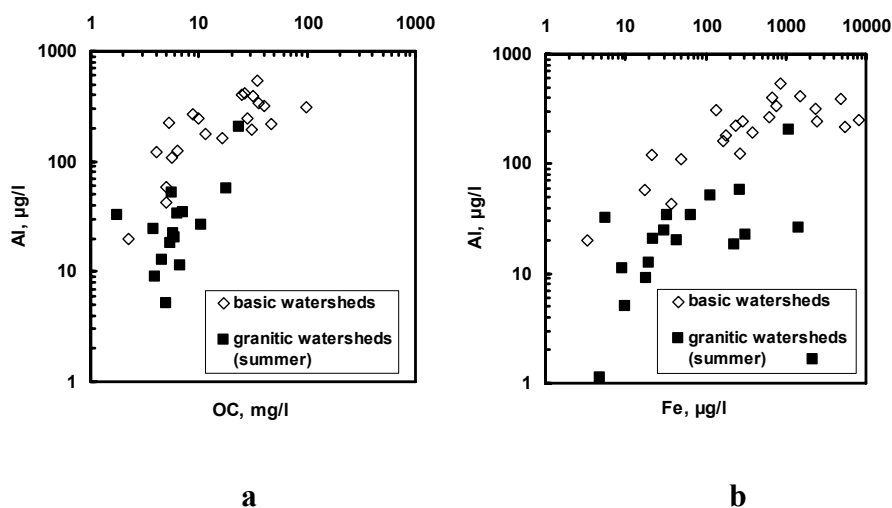 1 10 100 1000
1000
100
10
1
Al, µg/l
OC, mg/l
basic watersheds
granitic watersheds
(summer)
a
1 10 100 1000 10000
1000
100
10
1
Al, µg/l
Fe, µg/l
basic watersheds
granitic watersheds
(summer)
b